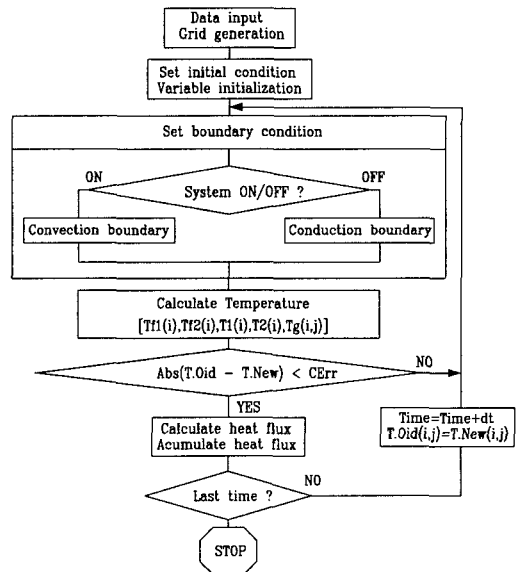 Data input
Grid generation
Set initial condition
Variable initialization
Set boundary condition
ON
OFF
System ON/OFF ?
Convection boundary
Conduction boundary
Calculate Temperature
[Tf1(i),Tf2(i),T1(i),T2(i),Tg(i,j)]
NO
Abs(T.Oid - T.New) < CErr
YES
Time=Time+dt
T.Oid(i,j)=T.New(i,j)
Calculate heat flux
Acumulate heat flux
NO
Last time ?
STOP